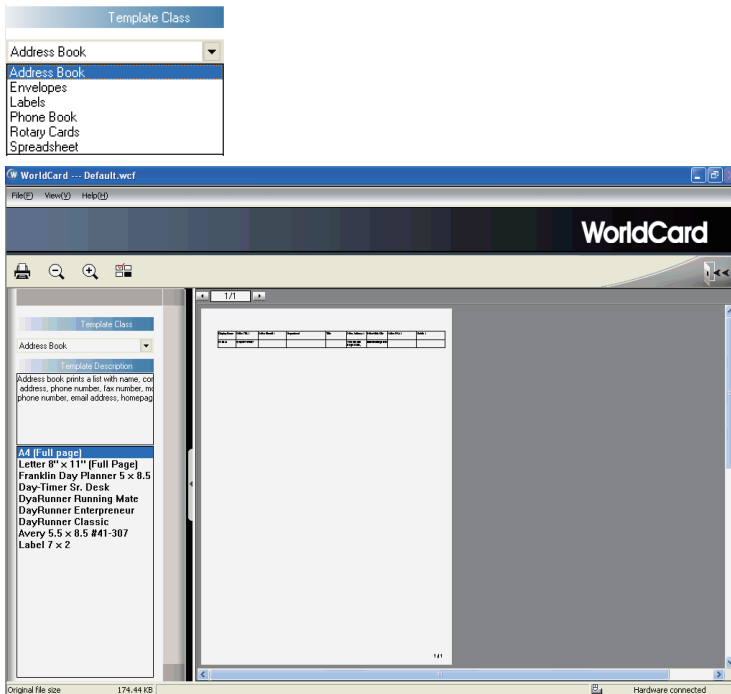 Template Class
Address Book
Address Book
Envelopes
Labels
Phone Book
Rotary Cards
Spreadsheet
WorldCard --- Default.wcf
File(F) View(V) Help(H)
WorldCard
1/1
Template Class
Address Book
Template Description
Address book prints a list with name, con
address, phone number, fax number, mo
phone number, email address, homepag
A4 (Full page)
Letter 8" x 11" (Full Page)
Franklin Day Planner 5 x 8.5
Day-Timer Sr. Desk
DyaRunner Running Mate
DayRunner Enterpreneur
DayRunner Classic
Avery 5.5 x 8.5 #41-307
Label 7 x 2
1/1
Original file size 174.44 KB Hardware connected